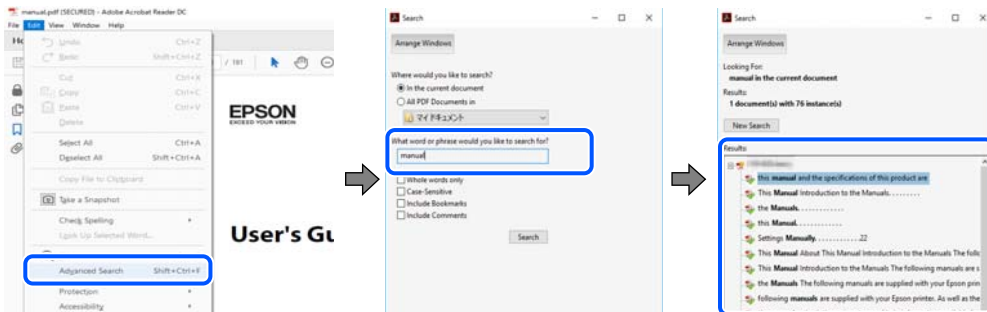 manual.pdf (SECURED) - Adobe Acrobat Reader DC
File Edit View Window Help
Undo Ctrl+Z
Redo Shift+Ctrl+Z
Cut Ctrl+X
Copy Ctrl+C
Paste Ctrl+V
Delete
Select All Ctrl+A
Deselect All Shift+Ctrl+A
Copy File to Clipboard
Take a Snapshot
Check Spelling
Look Up Selected Word...
Advanced Search Shift+Ctrl+F
Protection
Accessibility
/ 181
EPSON
EXCEED YOUR VISION
User's Gu
Search
Arrange Windows
Where would you like to search?
In the current document
All PDF Documents in
マイ ドキュメント
What word or phrase would you like to search for?
manual
Whole words only
Case-Sensitive
Include Bookmarks
Include Comments
Search
Search
Arrange Windows
Looking For:
manual in the current document
Results:
1 document(s) with 76 instance(s)
New Search
Results:
this manual and the specifications of this product are
This Manual Introduction to the Manuals. . . . . . . . .
the Manuals. . . . . . . . . . . . .
this Manual. . . . . . . . . . . . .
Settings Manually. . . . . . . . . . . . .22
This Manual About This Manual Introduction to the Manuals The follo
This Manual Introduction to the Manuals The following manuals are s
the Manuals The following manuals are supplied with your Epson prin
following manuals are supplied with your Epson printer. As well as the